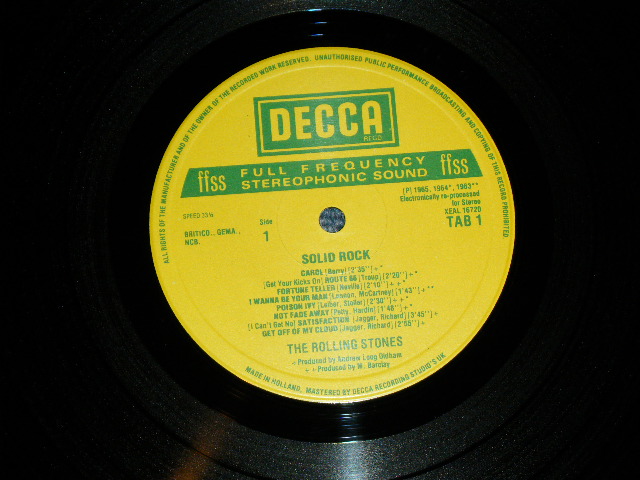 ALL RIGHTS OF THE MANUFACTURER AND OF THE OWNER OF THE RECORDED WORK RESERVED. UNAUTHORISED PUBLIC PERFORMANCE BROADCASTING AND COPYING OF THIS RECORD PROHIBITED.
DECCA
REGD
ffss FULL FREQUENCY ffss
STEREOPHONIC SOUND
SPEED 33⅓
BRITICO., GEMA.,
NCB.
Side
1
(P) 1965, 1964*, 1963**
Electronically re-processed
for Stereo
XEAL 16720
TAB 1
SOLID ROCK
CAROL (Berry) (2'35") + *
(Get Your Kicks On) ROUTE 66 (Troup) (2'20") + *
FORTUNE TELLER (Neville) (2'10") + +
I WANNA BE YOUR MAN (Lennon, McCartney) (1'43") + **
POISON IVY (Leiber, Stoller) (2'30") + +
NOT FADE AWAY (Petty, Hardin) (1'48") + *
(I Can't Get No) SATISFACTION (Jagger, Richard) (3'45") +
GET OFF OF MY CLOUD (Jagger, Richard) (2'55") +
THE ROLLING STONES
+ Produced by Andrew Loog Oldham
+ + Produced by M. Barclay
MADE IN HOLLAND. MASTERED BY DECCA RECORDING STUDIO'S UK